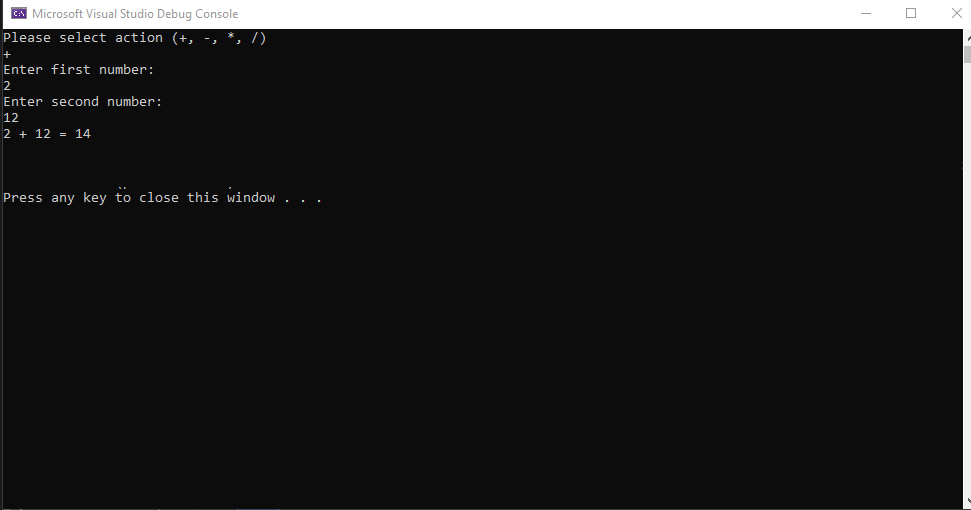 Microsoft Visual Studio Debug Console
Please select action (+, -, *, /)
+
Enter first number:
2
Enter second number:
12
2 + 12 = 14
Press any key to close this window . . .